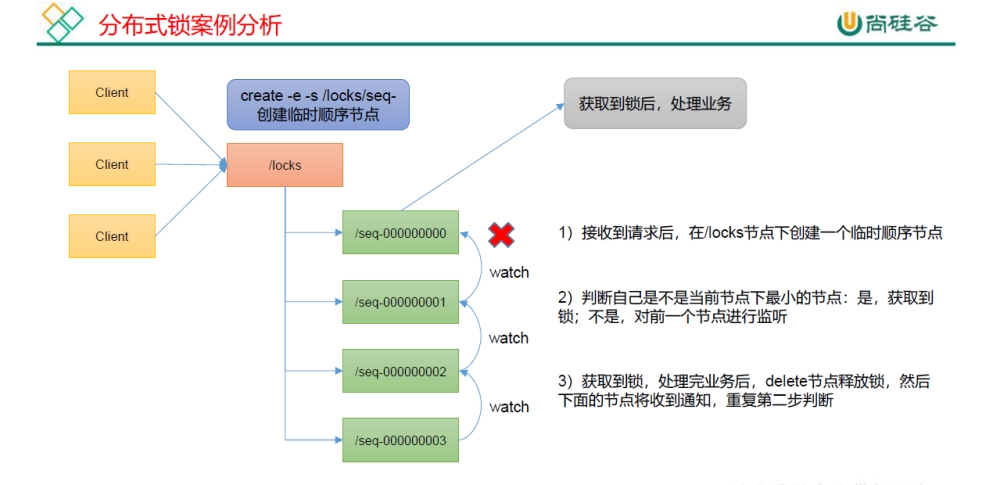 分布式锁案例分析
尚硅谷
Client
create -e -s /locks/seq-
创建临时顺序节点
获取到锁后，处理业务
Client
/locks
Client
/seq-000000000
1）接收到请求后，在/locks节点下创建一个临时顺序节点
watch
/seq-000000001
2）判断自己是不是当前节点下最小的节点：是，获取到
锁；不是，对前一个节点进行监听
watch
/seq-000000002
3）获取到锁，处理完业务后，delete节点释放锁，然后
下面的节点将收到通知，重复第二步判断
watch
/seq-000000003